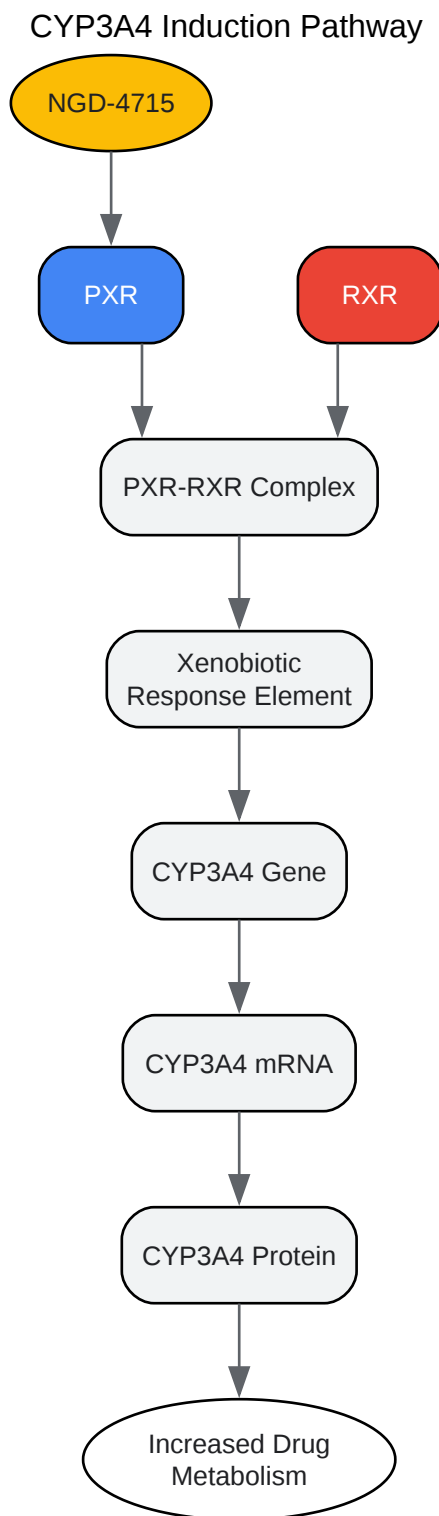 CYP3A4 Induction Pathway
NGD-4715
PXR
RXR
PXR-RXR Complex
Xenobiotic
Response Element
CYP3A4 Gene
CYP3A4 mRNA
CYP3A4 Protein
Increased Drug
Metabolism